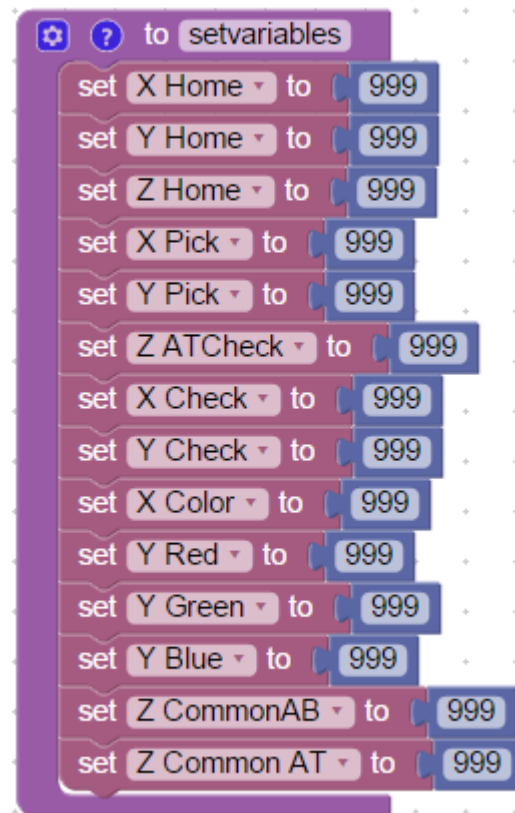 ? to setvariables
set X Home to 999
set Y Home to 999
set Z Home to 999
set X Pick to 999
set Y Pick to 999
set Z ATCheck to 999
set X Check to 999
set Y Check to 999
set X Color to 999
set Y Red to 999
set Y Green to 999
set Y Blue to 999
set Z CommonAB to 999
set Z Common AT to 999